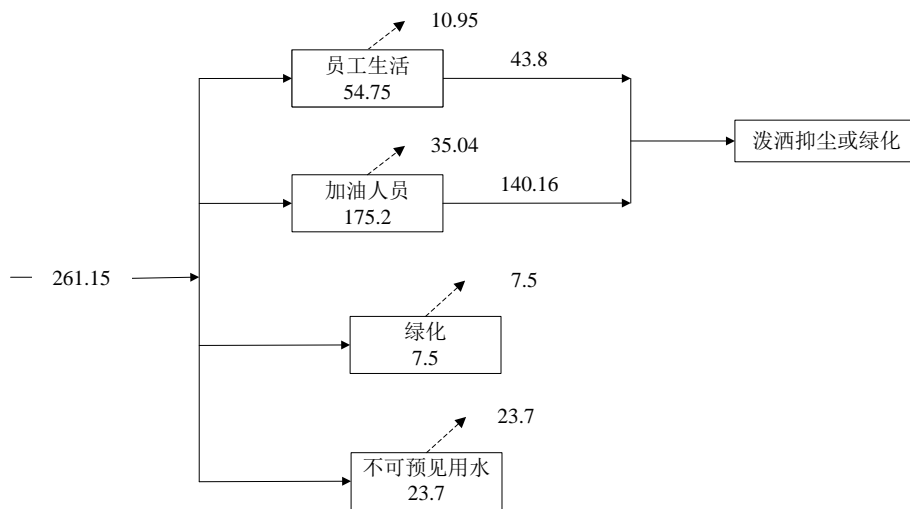 10.95
员工生活
54.75
43.8
泼洒抑尘或绿化
35.04
加油人员
175.2
140.16
261.15
7.5
绿化
7.5
23.7
不可预见用水
23.7